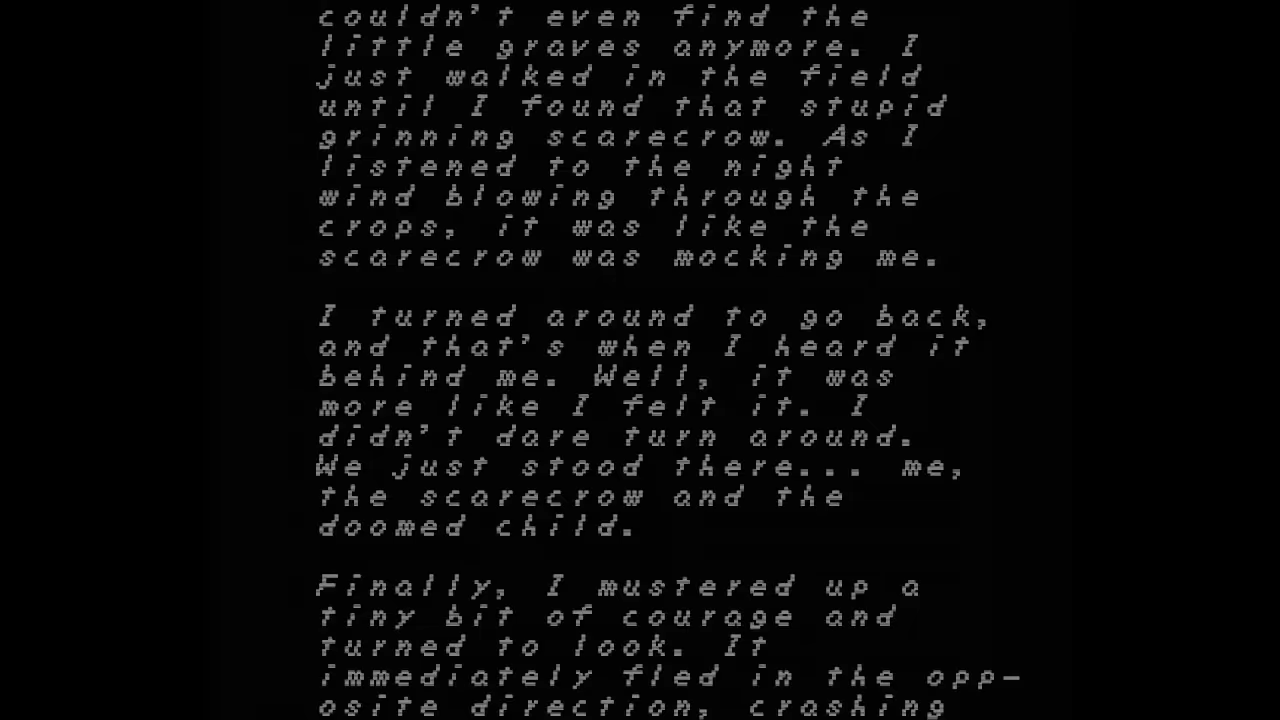 couldn't even find the
little graves anymore. I
just walked in the field
until I found that stupid
grinning scarecrow. As I
listened to the night
wind blowing through the
crops, it was like the
scarecrow was mocking me.
I turned around to go back,
and that's when I heard it
behind me. Well, it was
more like I felt it. I
didn't dare turn around.
We just stood there... me,
the scarecrow and the
doomed child.
Finally, I mustered up a
tiny bit of courage and
turned to look. It
immediately fled in the opp-
osite direction, crashing